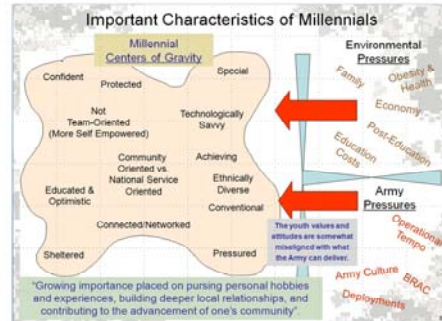 Important Characteristics of Millennials
Millennial
Centers of Gravity
Confident
Protected
Special
Not
Team-Oriented
(More Self Empowered)
Technologically
Savvy
Community
Oriented vs.
National Service
Oriented
Achieving
Ethnically
Diverse
Educated &
Optimistic
Conventional
Connected/Networked
Sheltered
Pressured
The youth values and
attitudes are somewhat
misaligned with what
the Army can deliver.
"Growing importance placed on pursing personal hobbies
and experiences, building deeper local relationships, and
contributing to the advancement of one's community".
Environmental
Pressures
Family
Obesity &
Health
Economy
Post-Education
Education
Costs
Army
Pressures
Operational
Tempo
Army Culture
BRAC
Deployments